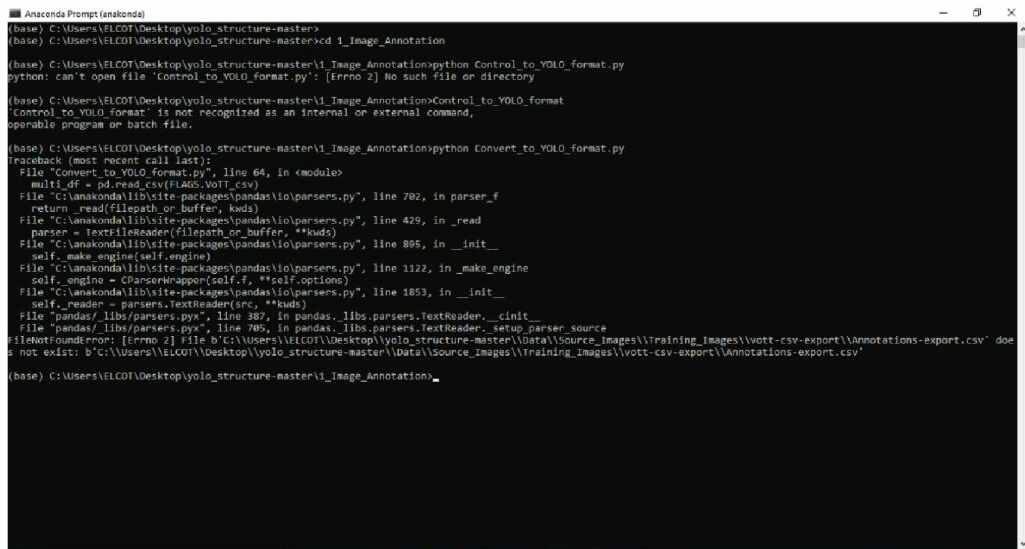 Anaconda Prompt (anakonda)
(base) C:\Users\ELCOT\Desktop\yolo_structure-master>
(base) C:\Users\ELCOT\Desktop\yolo_structure-master>cd 1_Image_Annotation
(base) C:\Users\ELCOT\Desktop\yolo_structure-master\1_Image_Annotation>python Control_to_YOLO_format.py
python: can't open file 'Control_to_YOLO_format.py': [Errno 2] No such file or directory
(base) C:\Users\ELCOT\Desktop\yolo_structure-master\1_Image_Annotation>Control_to_YOLO_format
'Control_to_YOLO_format' is not recognized as an internal or external command,
operable program or batch file.
(base) C:\Users\ELCOT\Desktop\yolo_structure-master\1_Image_Annotation>python Convert_to_YOLO_format.py
Traceback (most recent call last):
  File "Convert_to_YOLO_format.py", line 64, in <module>
    multi_df = pd.read_csv(FLAGS.VoTT_csv)
  File "C:\anakonda\lib\site-packages\pandas\io\parsers.py", line 702, in parser_f
    return _read(filepath_or_buffer, kwds)
  File "C:\anakonda\lib\site-packages\pandas\io\parsers.py", line 429, in _read
    parser = TextFileReader(filepath_or_buffer, **kwds)
  File "C:\anakonda\lib\site-packages\pandas\io\parsers.py", line 895, in __init__
    self._make_engine(self.engine)
  File "C:\anakonda\lib\site-packages\pandas\io\parsers.py", line 1122, in _make_engine
    self._engine = CParserWrapper(self.f, **self.options)
  File "C:\anakonda\lib\site-packages\pandas\io\parsers.py", line 1853, in __init__
    self._reader = parsers.TextReader(src, **kwds)
  File "pandas/_libs/parsers.pyx", line 387, in pandas._libs.parsers.TextReader.__cinit__
  File "pandas/_libs/parsers.pyx", line 705, in pandas._libs.parsers.TextReader._setup_parser_source
FileNotFoundError: [Errno 2] File b'C:\\Users\\ELCOT\\Desktop\\yolo_structure-master\\Data\\Source_Images\\Training_Images\\vott-csv-export\\Annotations-export.csv' doe
s not exist: b'C:\\Users\\ELCOT\\Desktop\\yolo_structure-master\\Data\\Source_Images\\Training_Images\\vott-csv-export\\Annotations-export.csv'
(base) C:\Users\ELCOT\Desktop\yolo_structure-master\1_Image_Annotation>